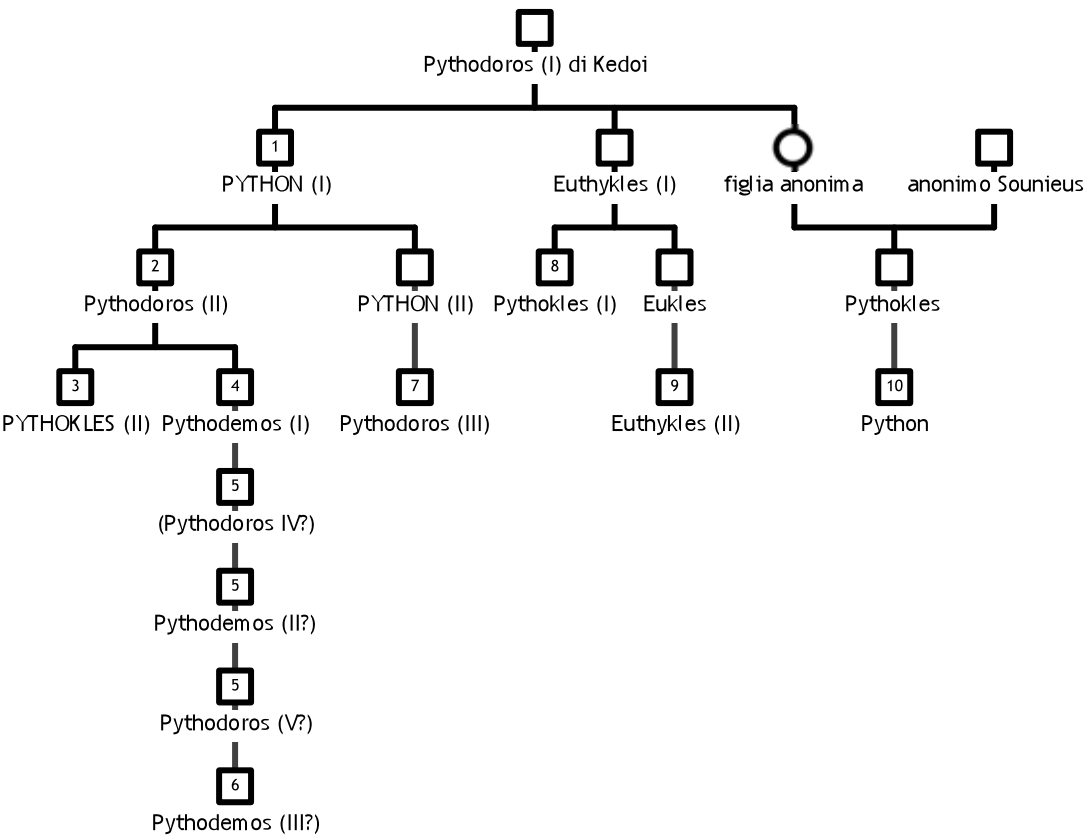 Pythodoros (I) di Kedoi
1
PYTHON (I)
Euthykles (I)
figlia anonima
anonimo Sounieus
2
8
Pythodoros (II)
PYTHON (II)
Pythokles (I)
Eukles
Pythokles
3
4
7
9
10
PYTHOKLES (II)
Pythodemos (I)
Pythodoros (III)
Euthykles (II)
Python
5
(Pythodoros IV?)
5
Pythodemos (II?)
5
Pythodoros (V?)
6
Pythodemos (III?)